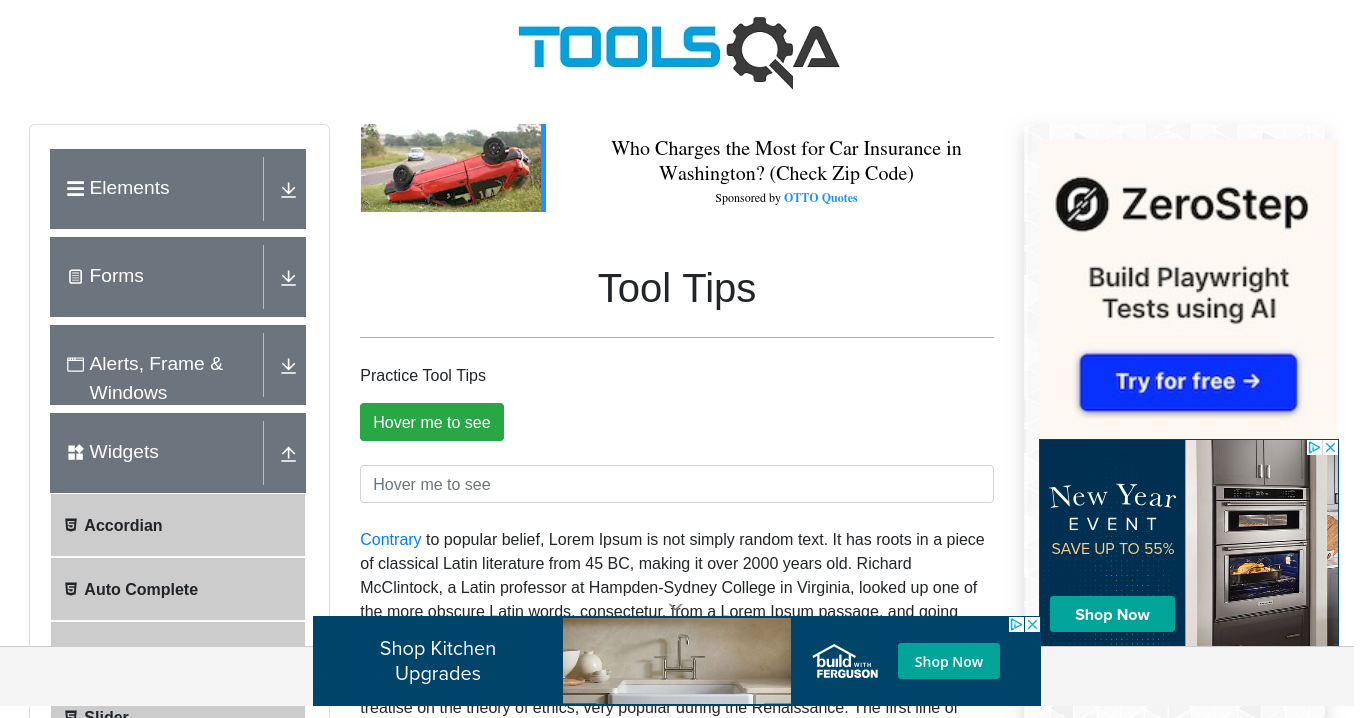 TOOLSQA
Elements
Forms
Alerts, Frame &
Windows
Widgets
Accordian
Auto Complete
Slider
Who Charges the Most for Car Insurance in
Washington? (Check Zip Code)
Sponsored by OTTO Quotes
Tool Tips
Practice Tool Tips
Hover me to see
Hover me to see
Contrary to popular belief, Lorem Ipsum is not simply random text. It has roots in a piece
of classical Latin literature from 45 BC, making it over 2000 years old. Richard
McClintock, a Latin professor at Hampden-Sydney College in Virginia, looked up one of
the more obscure Latin words, consectetur, from a Lorem Ipsum passage, and going
treatise on the theory of ethics, very popular during the Renaissance. The first line of
ZeroStep
Build Playwright
Tests using AI
Try for free →
New Year
EVENT
SAVE UP TO 55%
Shop Now
Shop Kitchen
Upgrades
build WITH
FERGUSON
Shop Now